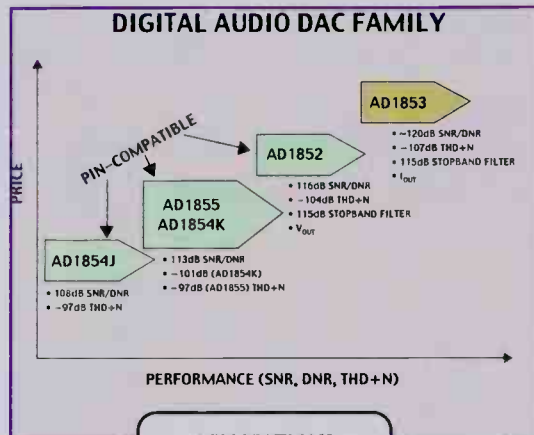 DIGITAL AUDIO DAC FAMILY
PRICE
PIN-COMPATIBLE
AD1853
• ~120dB SNR/DNR
• -107dB THD+N
• 115dB STOPBAND FILTER
• IOUT
AD1852
• 116dB SNR/DNR
• -104dB THD+N
• 115dB STOPBAND FILTER
• VOUT
AD1855
AD1854K
• 113dB SNR/DNR
• -101dB (AD1854K)
• -97dB (AD1855) THD+N
AD1854J
• 108dB SNR/DNR
• -97dB THD+N
PERFORMANCE (SNR, DNR, THD+N)